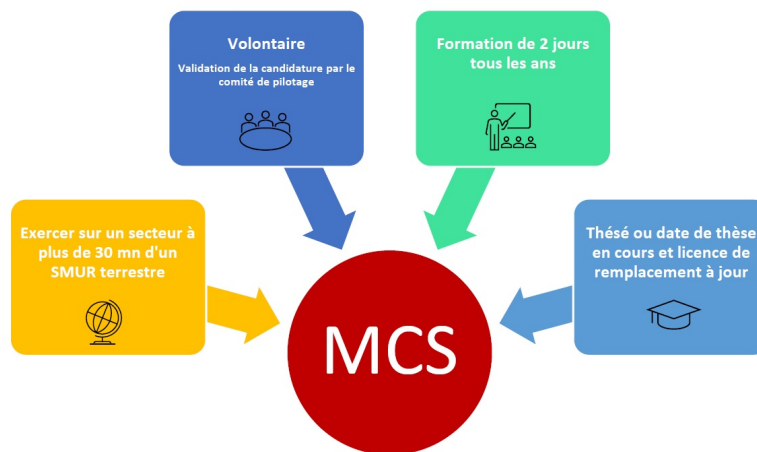 Volontaire
Validation de la candidature par le
comité de pilotage
Formation de 2 jours
tous les ans
Exercer sur un secteur à
plus de 30 mn d'un
SMUR terrestre
Thésé ou date de thèse
en cours et licence de
remplacement à jour
MCS